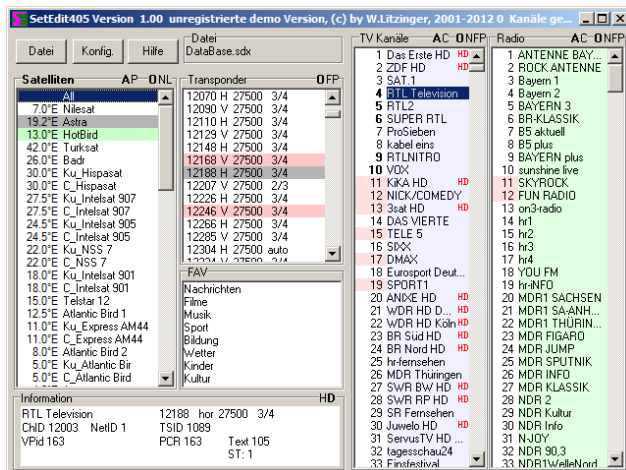 SetEdit405 Version 1.00 unregistrierte demo Version, (c) by W.Litzinger, 2001-2012 0 Kanäle ge...
Datei
Konfig.
Hilfe
Datei
DataBase.sdx
Satelliten A P O N L
All
7.0°E Nilesat
19.2°E Astra
13.0°E HotBird
42.0°E Turksat
26.0°E Badr
30.0°E Ku_Hispasat
30.0°E C_Hispasat
27.5°E Ku_Intelsat 907
27.5°E C_Intelsat 907
24.5°E Ku_Intelsat 905
24.5°E C_Intelsat 905
22.0°E Ku_NSS 7
22.0°E C_NSS 7
18.0°E Ku_Intelsat 901
18.0°E C_Intelsat 901
15.0°E Telstar 12
12.5°E Atlantic Bird 1
11.0°E Ku_Express AM44
11.0°E C_Express AM44
8.0°E Atlantic Bird 2
5.0°E Ku_Atlantic Bir
5.0°E C_Atlantic Bird
Transponder O F P
12070 H 27500 3/4
12090 V 27500 3/4
12110 H 27500 3/4
12129 V 27500 3/4
12148 H 27500 3/4
12168 V 27500 3/4
12188 H 27500 3/4
12207 V 27500 2/3
12226 H 27500 3/4
12246 V 27500 3/4
12266 H 27500 3/4
12285 V 27500 3/4
12304 H 27500 auto
12324 V 27500 3/4
FAV
Nachrichten
Filme
Musik
Sport
Bildung
Wetter
Kinder
Kultur
Information HD
RTL Television 12188 hor 27500 3/4
ChID 12003 NetID 1 TSID 1089
VPid 163 PCR 163 Text 105
ST: 1
TV Kanäle A C O N F P
1 Das Erste HD HD
2 ZDF HD HD
3 SAT.1
4 RTL Television
5 RTL2
6 SUPER RTL
7 ProSieben
8 kabel eins
9 RTLNITRO
10 VOX
11 KiKA HD HD
12 NICK/COMEDY
13 3sat HD HD
14 DAS VIERTE
15 TELE 5
16 SIXX
17 DMAX
18 Eurosport Deut...
19 SPORT1
20 ANIXE HD HD
21 WDR HD D... HD
22 WDR HD Köln HD
23 BR Süd HD HD
24 BR Nord HD HD
25 hr-fernsehen
26 MDR Thüringen
27 SWR BW HD HD
28 SWR RP HD HD
29 SR Fernsehen
30 Juwelo HD HD
31 ServusTV HD ...
32 tagesschau24
33 Einsfestival
Radio A C O N F P
1 ANTENNE BAY...
2 ROCK ANTENNE
3 Bayern 1
4 Bayern 2
5 BAYERN 3
6 BR-KLASSIK
7 B5 aktuell
8 B5 plus
9 BAYERN plus
10 sunshine live
11 SKYROCK
12 FUN RADIO
13 on3-radio
14 hr1
15 hr2
16 hr3
17 hr4
18 YOU FM
19 hr-iNFO
20 MDR1 SACHSEN
21 MDR1 SA-ANH...
22 MDR1 THÜRIN...
23 MDR FIGARO
24 MDR JUMP
25 MDR SPUTNIK
26 MDR INFO
27 MDR KLASSIK
28 NDR 2
29 NDR Kultur
30 NDR Info
31 N-JOY
32 NDR 90,3
33 NDR1WelleNord